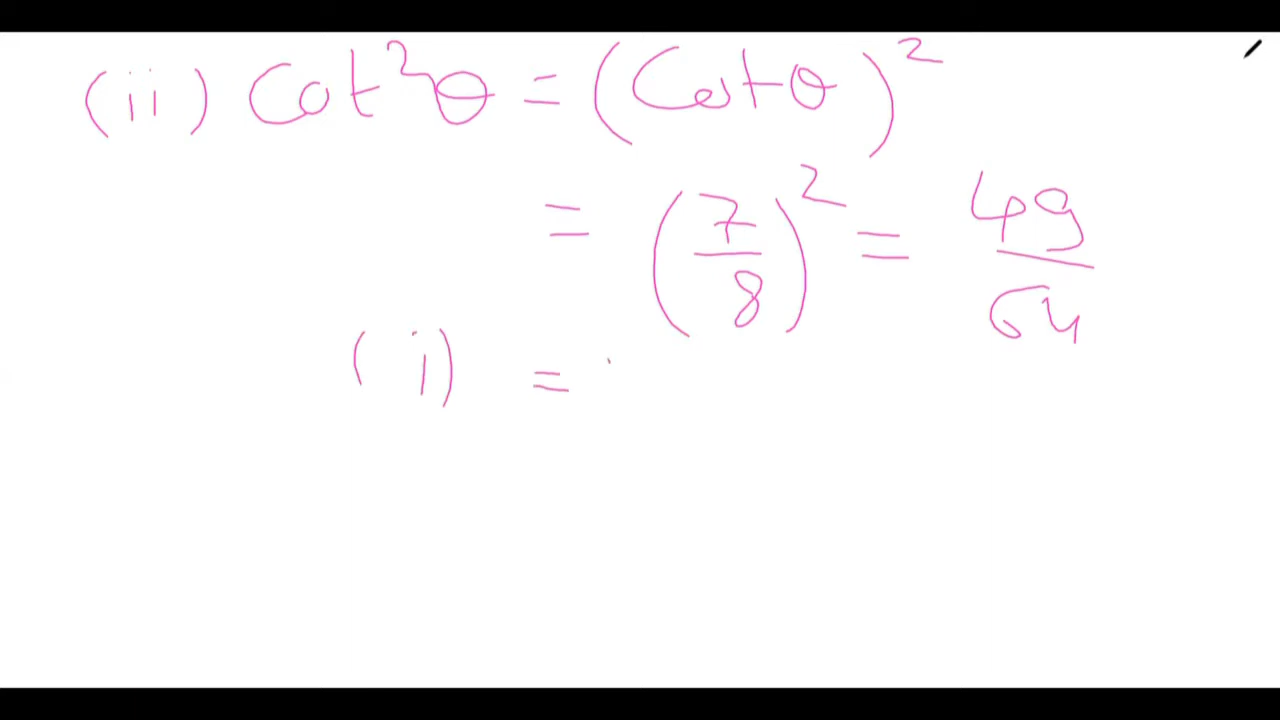 (ii) Cot²θ = (Cotθ)²
= (7/8)² = 49/64
(i) =